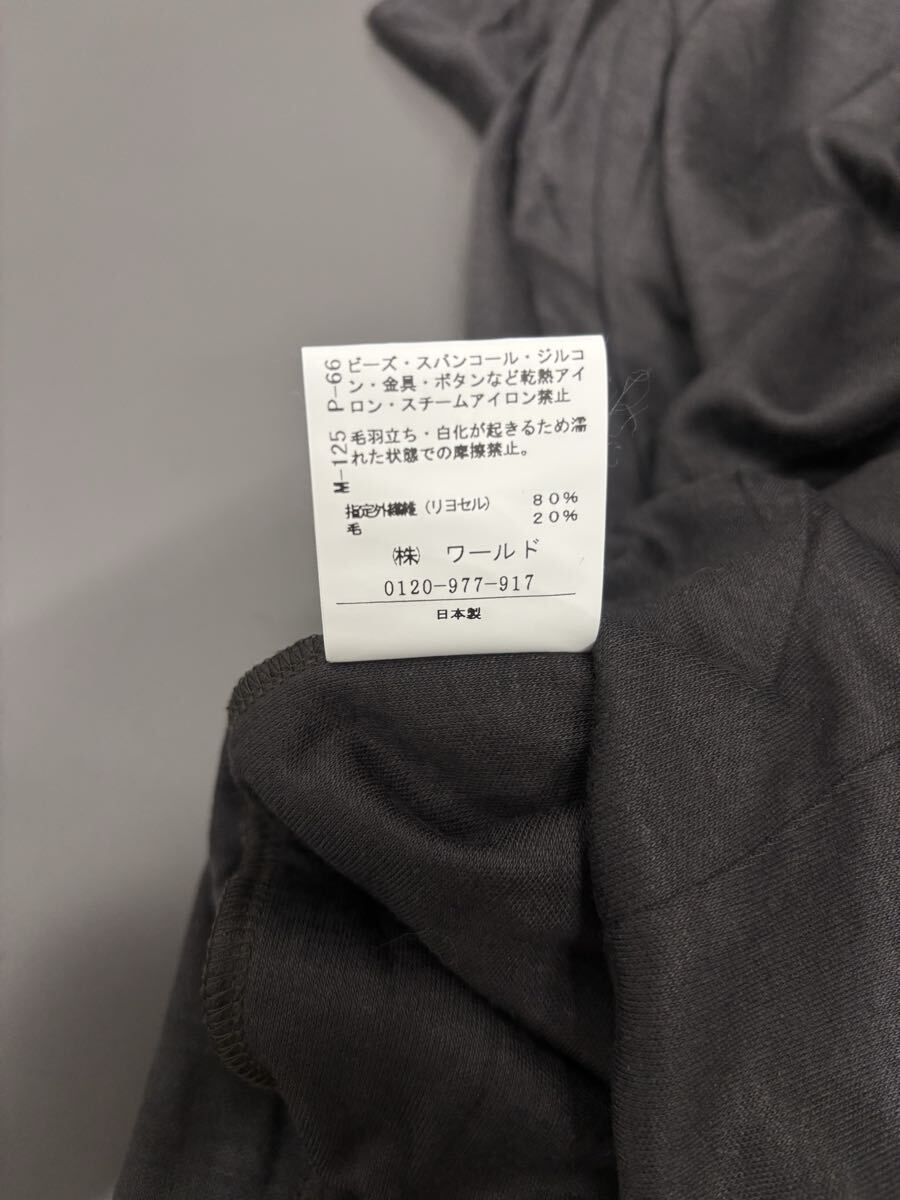 P-66
ビーズ・スパンコール・ジルコ
ン・金具・ボタンなど乾熱アイ
ロン・スチームアイロン禁止
M-125
毛羽立ち・白化が起きるため濡
れた状態での摩擦禁止。
指定外繊維（リヨセル） 80%
毛 20%
㈱ ワールド
0120-977-917
日本製